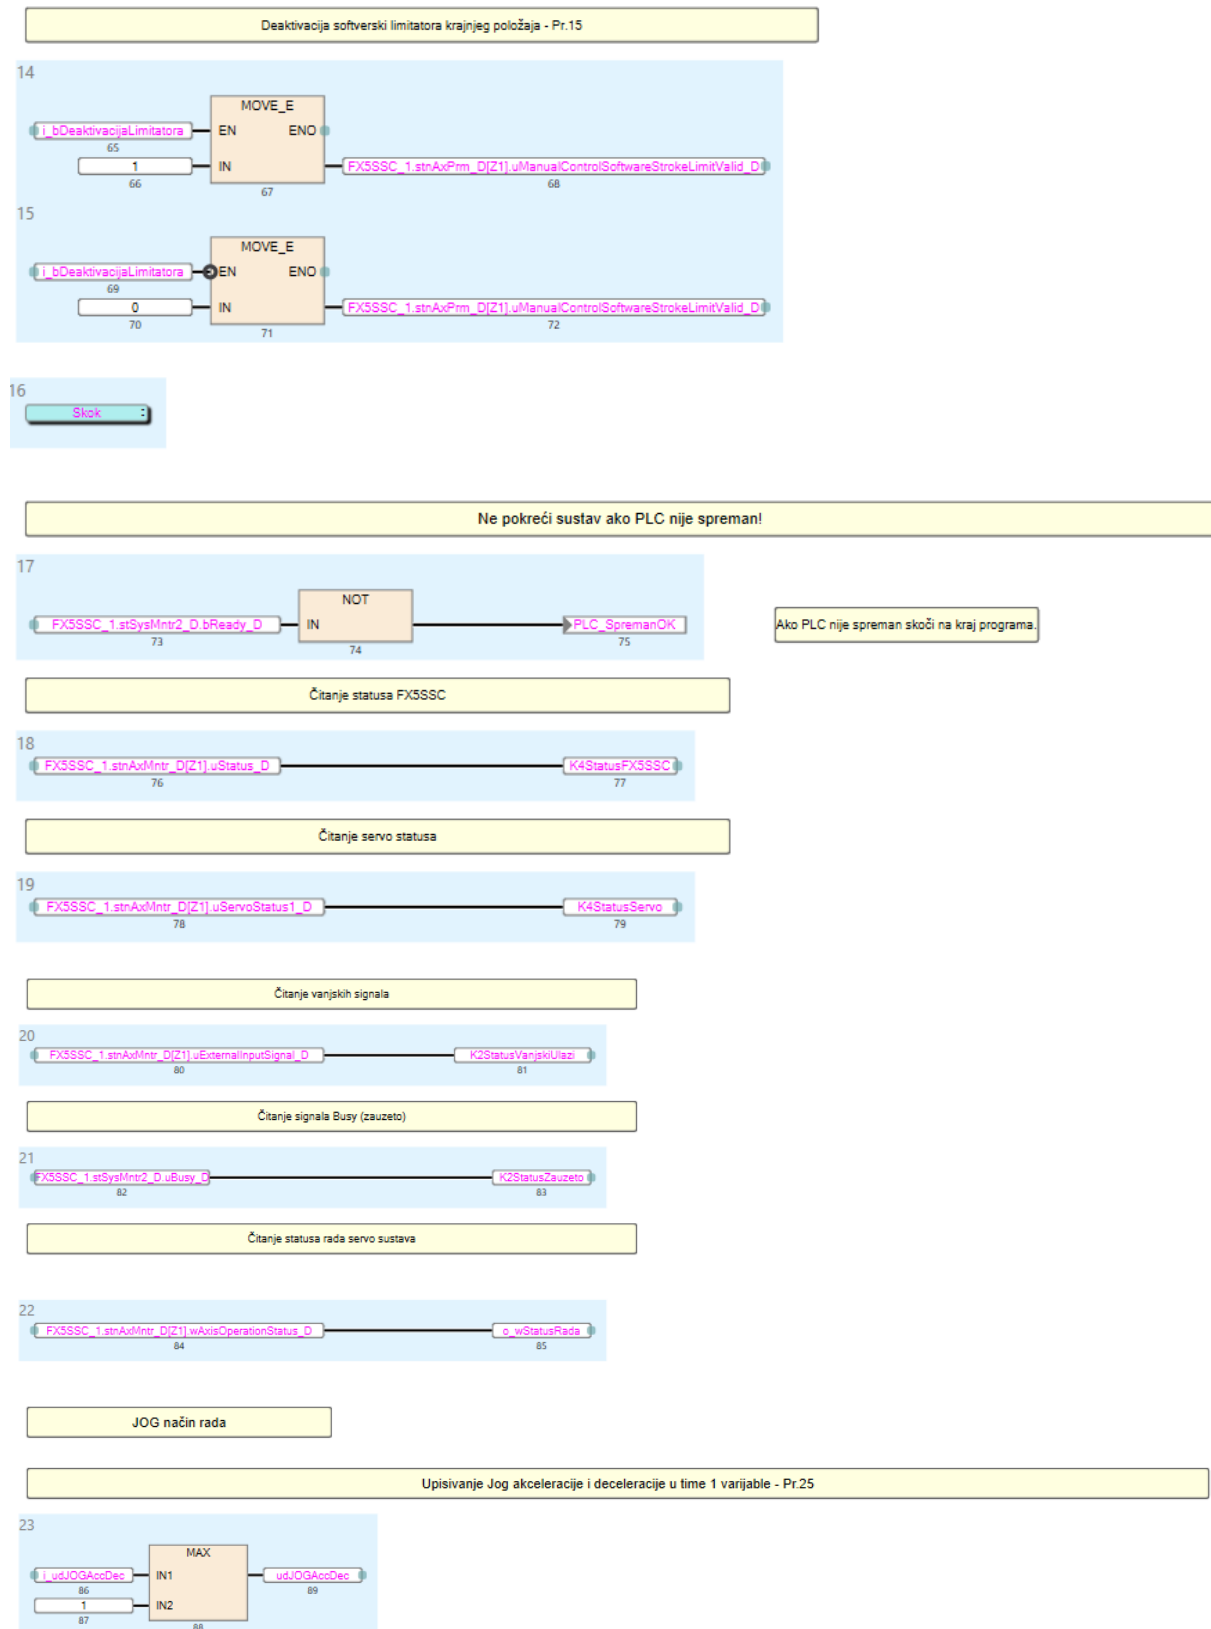 Deaktivacija softverski limitatora krajnjeg položaja - Pr.15
14
MOVE_E
i_bDeaktivacijaLimitatora EN ENO
65
1 IN FX5SSC_1.stnAxPrm_D[Z1].uManualControlSoftwareStrokeLimitValid_D
66 67 68
15
MOVE_E
i_bDeaktivacijaLimitatora EN ENO
69
0 IN FX5SSC_1.stnAxPrm_D[Z1].uManualControlSoftwareStrokeLimitValid_D
70 71 72
16
Skok :
Ne pokreći sustav ako PLC nije spreman!
17
NOT
FX5SSC_1.stSysMntr2_D.bReady_D IN PLC_SpremanOK
73 74 75
Ako PLC nije spreman skoči na kraj programa.
Čitanje statusa FX5SSC
18
FX5SSC_1.stnAxMntr_D[Z1].uStatus_D K4StatusFX5SSC
76 77
Čitanje servo statusa
19
FX5SSC_1.stnAxMntr_D[Z1].uServoStatus1_D K4StatusServo
78 79
Čitanje vanjskih signala
20
FX5SSC_1.stnAxMntr_D[Z1].uExternalInputSignal_D K2StatusVanjskiUlazi
80 81
Čitanje signala Busy (zauzeto)
21
FX5SSC_1.stSysMntr2_D.uBusy_D K2StatusZauzeto
82 83
Čitanje statusa rada servo sustava
22
FX5SSC_1.stnAxMntr_D[Z1].wAxisOperationStatus_D o_wStatusRada
84 85
JOG način rada
Upisivanje Jog akceleracije i deceleracije u time 1 varijable - Pr.25
23
MAX
i_udJOGAccDec IN1 udJOGAccDec
86 89
1 IN2
87 88